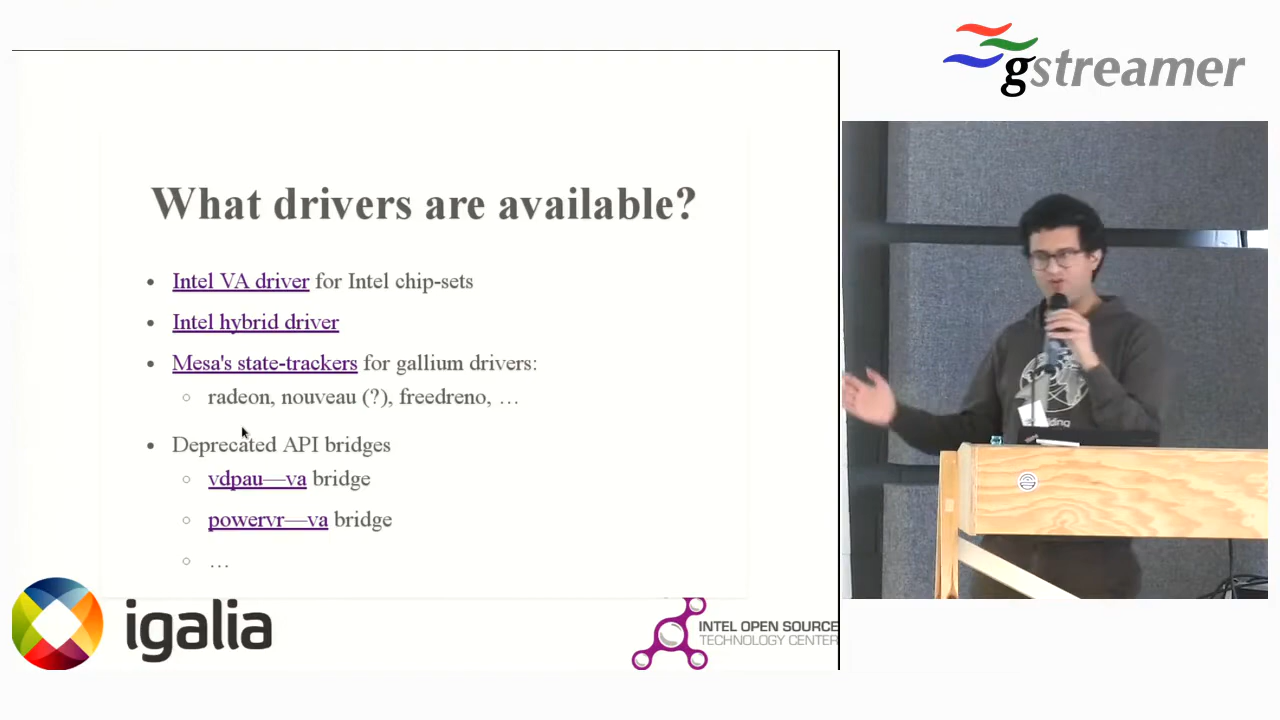 gstreamer
What drivers are available?
Intel VA driver for Intel chip-sets
Intel hybrid driver
Mesa's state-trackers for gallium drivers:
radeon, nouveau (?), freedreno, …
Deprecated API bridges
vdpau—va bridge
powervr—va bridge
…
igalia
INTEL OPEN SOURCE
TECHNOLOGY CENTER